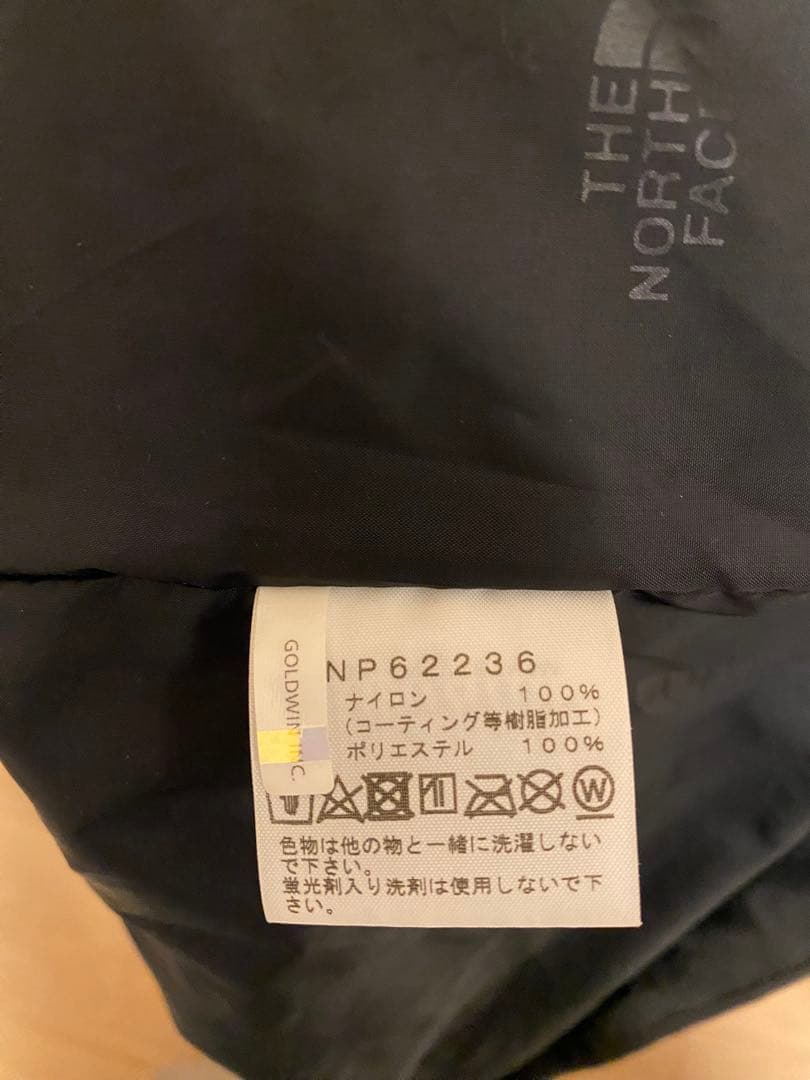 THE
NORTH
FACE
GOLDWIN INC.
NP62236
ナイロン 100%
(コーティング等樹脂加工)
ポリエステル 100%
W
色物は他の物と一緒に洗濯しない
で下さい。
蛍光剤入り洗剤は使用しないで下
さい。